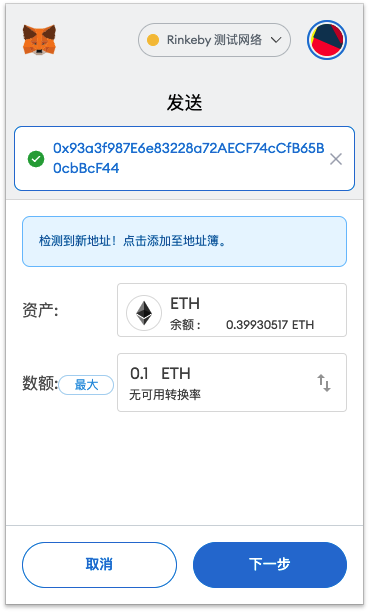 Rinkeby 测试网络
发送
0x93a3f987E6e83228a72AECF74cCfB65B
0cbBcF44
检测到新地址！点击添加至地址簿。
资产:
ETH
余额： 0.39930517 ETH
数额:
最大
0.1 ETH
无可用转换率
取消
下一步